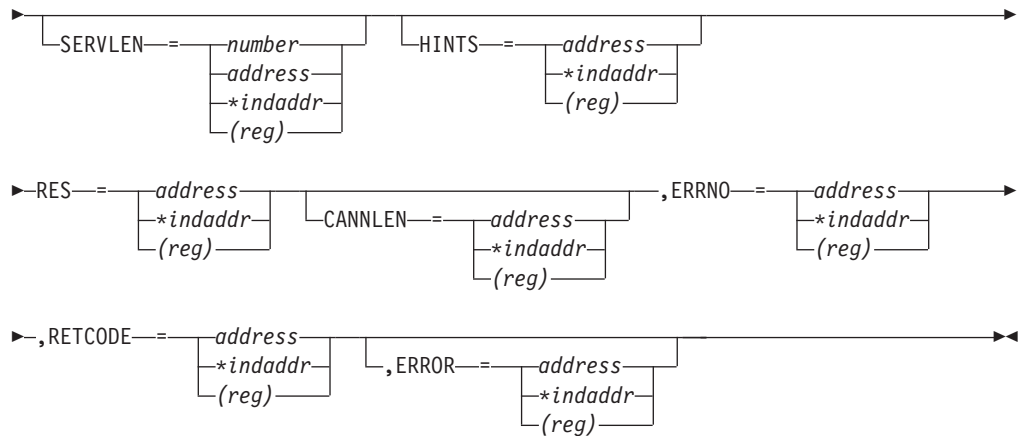 SERVLEN = number HINTS = address
address *indaddr
*indaddr (reg)
(reg)
RES = address CANNLEN = address ,ERRNO = address
*indaddr *indaddr *indaddr
(reg) (reg) (reg)
,RETCODE = address ,ERROR = address
*indaddr *indaddr
(reg) (reg)